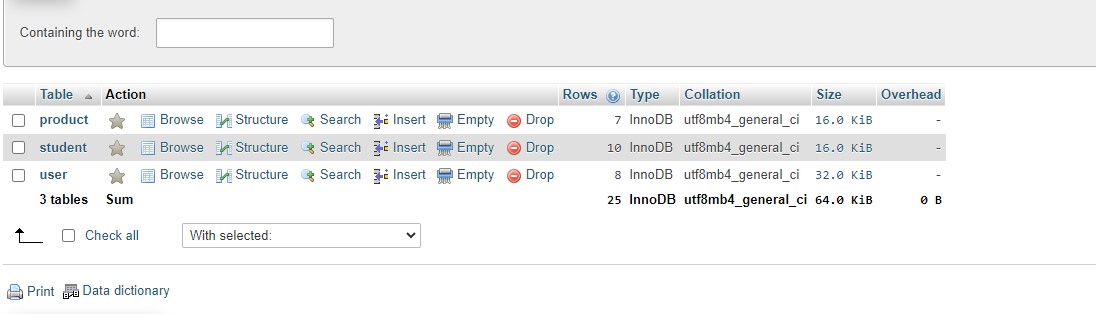 Containing the word:
Table Action Rows Type Collation Size Overhead
product Browse Structure Search Insert Empty Drop 7 InnoDB utf8mb4_general_ci 16.0 KiB -
student Browse Structure Search Insert Empty Drop 10 InnoDB utf8mb4_general_ci 16.0 KiB -
user Browse Structure Search Insert Empty Drop 8 InnoDB utf8mb4_general_ci 32.0 KiB -
3 tables Sum 25 InnoDB utf8mb4_general_ci 64.0 KiB 0 B
Check all With selected:
Print Data dictionary